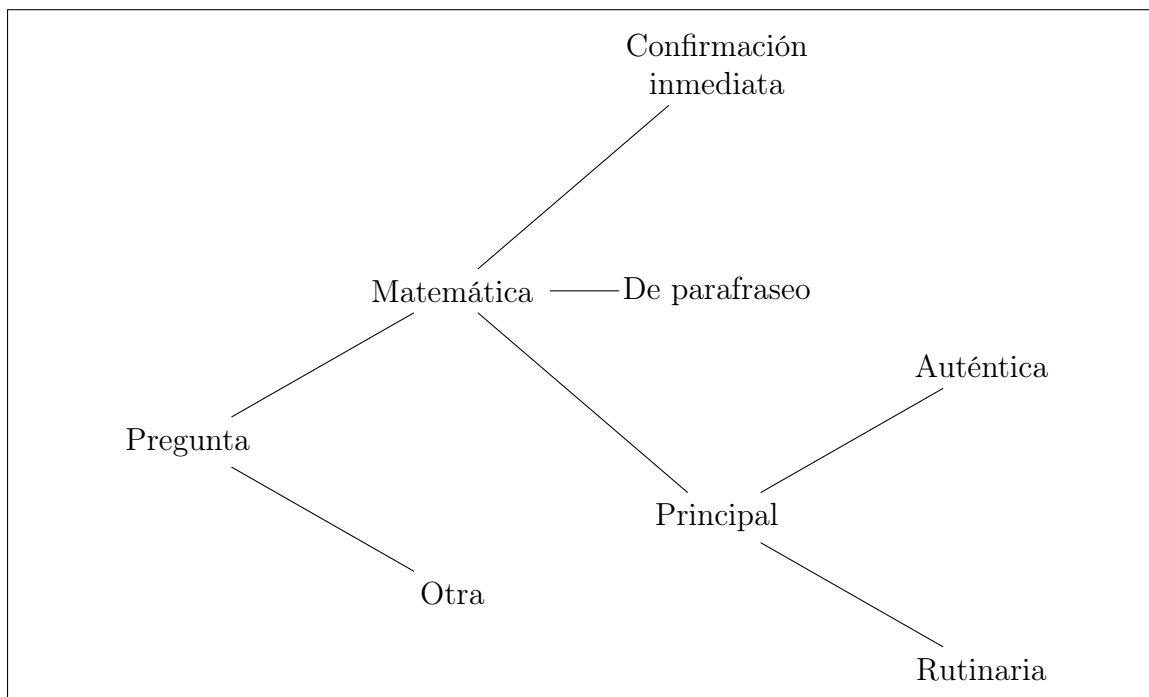 Confirmación
inmediata
Matemática
De parafraseo
Auténtica
Pregunta
Principal
Otra
Rutinaria